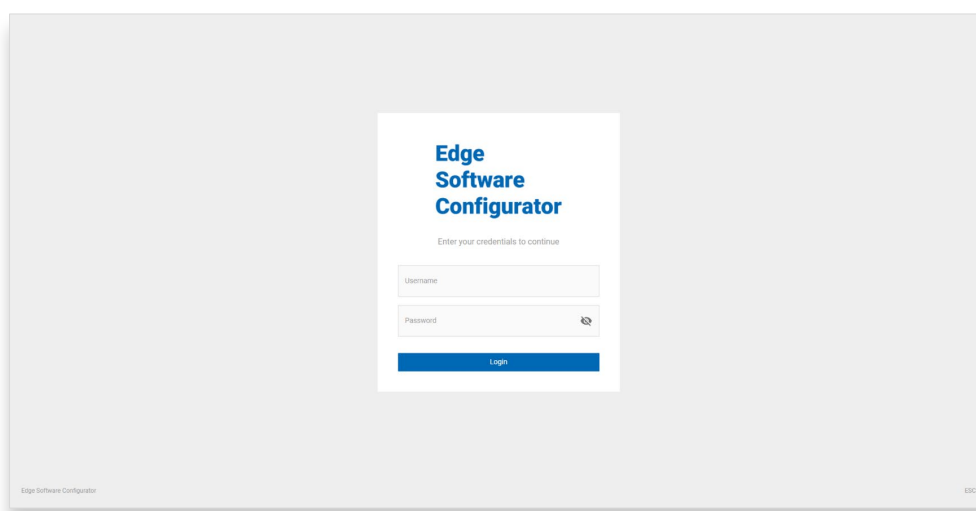 Edge
Software
Configurator
Enter your credentials to continue
Username
Password
Login
Edge Software Configurator
ESC